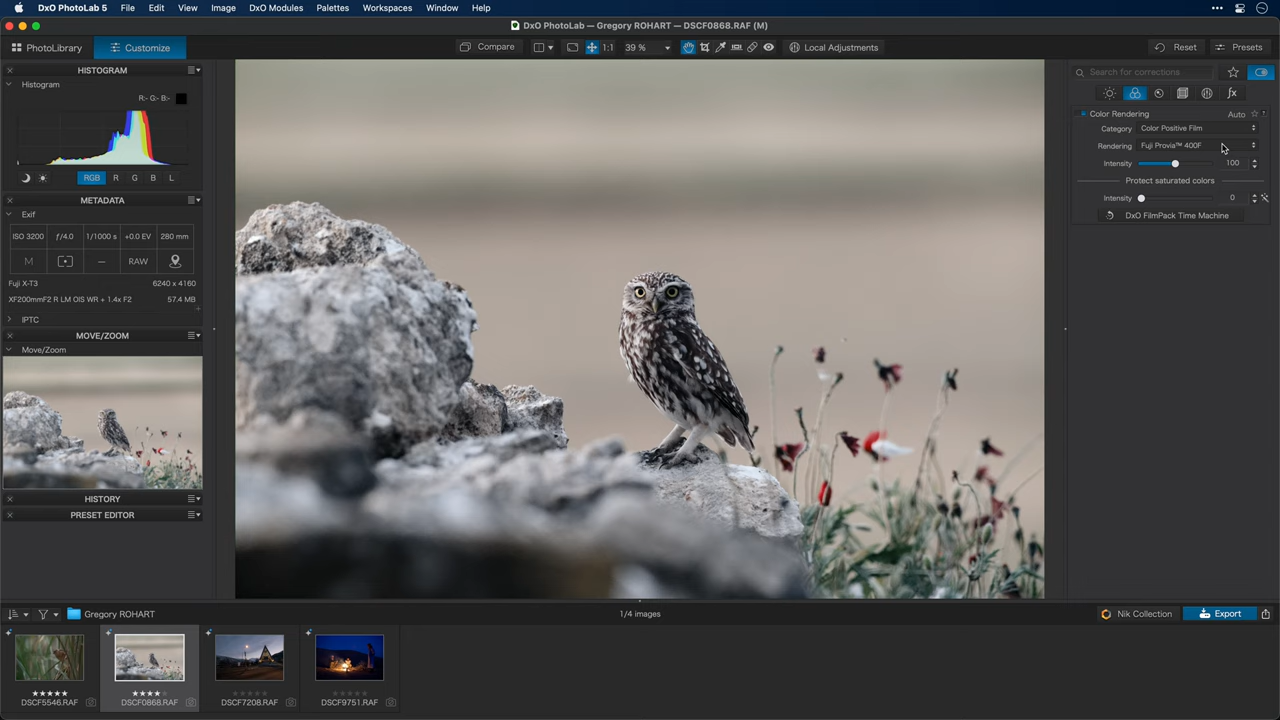 DxO PhotoLab 5 File Edit View Image DxO Modules Palettes Workspaces Window Help
DxO PhotoLab — Gregory ROHART — DSCF0868.RAF (M)
PhotoLibrary Customize Compare 1:1 39 % Local Adjustments Reset Presets
HISTOGRAM
Histogram
R:- G:- B:-
RGB R G B L
METADATA
Exif
ISO 3200 ƒ/4.0 1/1000 s +0.0 EV 280 mm
M — RAW
Fuji X-T3 6240 x 4160
XF200mmF2 R LM OIS WR + 1.4x F2 57.4 MB
IPTC
MOVE/ZOOM
Move/Zoom
HISTORY
PRESET EDITOR
Search for corrections
fx
Color Rendering Auto ?
Category Color Positive Film
Rendering Fuji Provia™ 400F
Intensity 100
Protect saturated colors
Intensity 0
DxO FilmPack Time Machine
Gregory ROHART 1/4 images Nik Collection Export
DSCF5546.RAF DSCF0868.RAF DSCF7208.RAF DSCF9751.RAF